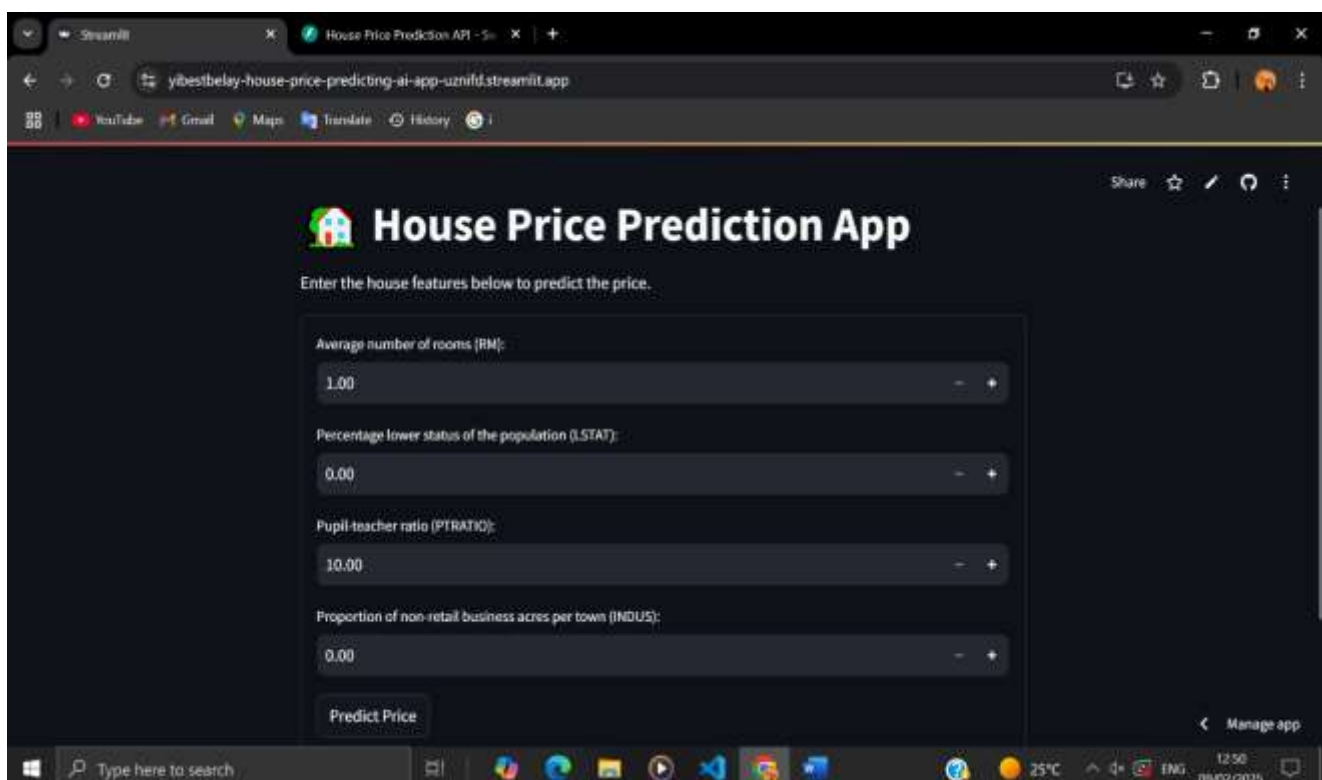 Streamlit
House Price Prediction API - Sw
yibestbelay-house-price-predicting-ai-app-uznifd.streamlit.app
YouTube Gmail Maps Translate History
Share
House Price Prediction App
Enter the house features below to predict the price.
Average number of rooms (RM):
1.00
Percentage lower status of the population (LSTAT):
0.00
Pupil-teacher ratio (PTRATIO):
10.00
Proportion of non-retail business acres per town (INDUS):
0.00
Predict Price
Manage app
Type here to search
25°C ENG 12:50